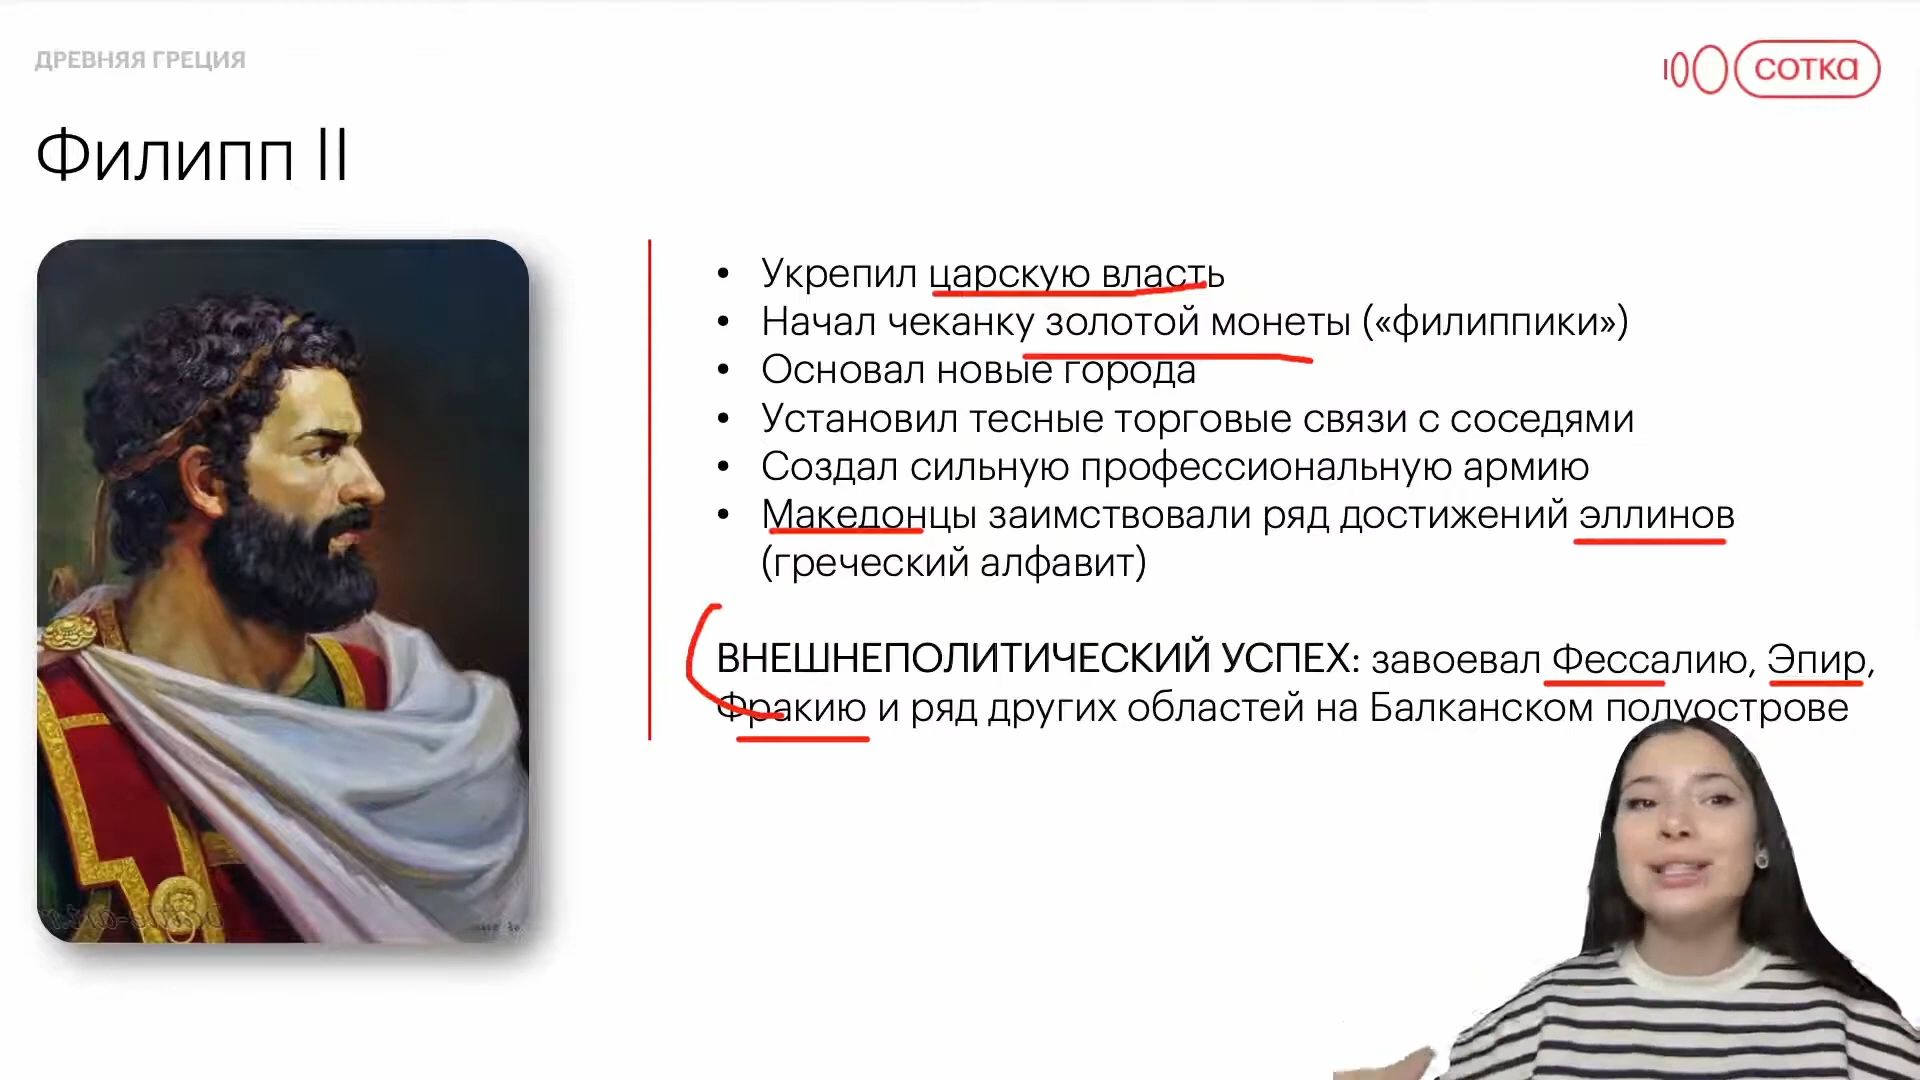 ДРЕВНЯЯ ГРЕЦИЯ
100 сотка
Филипп II
• Укрепил царскую власть
• Начал чеканку золотой монеты («филиппики»)
• Основал новые города
• Установил тесные торговые связи с соседями
• Создал сильную профессиональную армию
• Македонцы заимствовали ряд достижений эллинов
(греческий алфавит)
ВНЕШНЕПОЛИТИЧЕСКИЙ УСПЕХ: завоевал Фессалию, Эпир,
Фракию и ряд других областей на Балканском полуострове